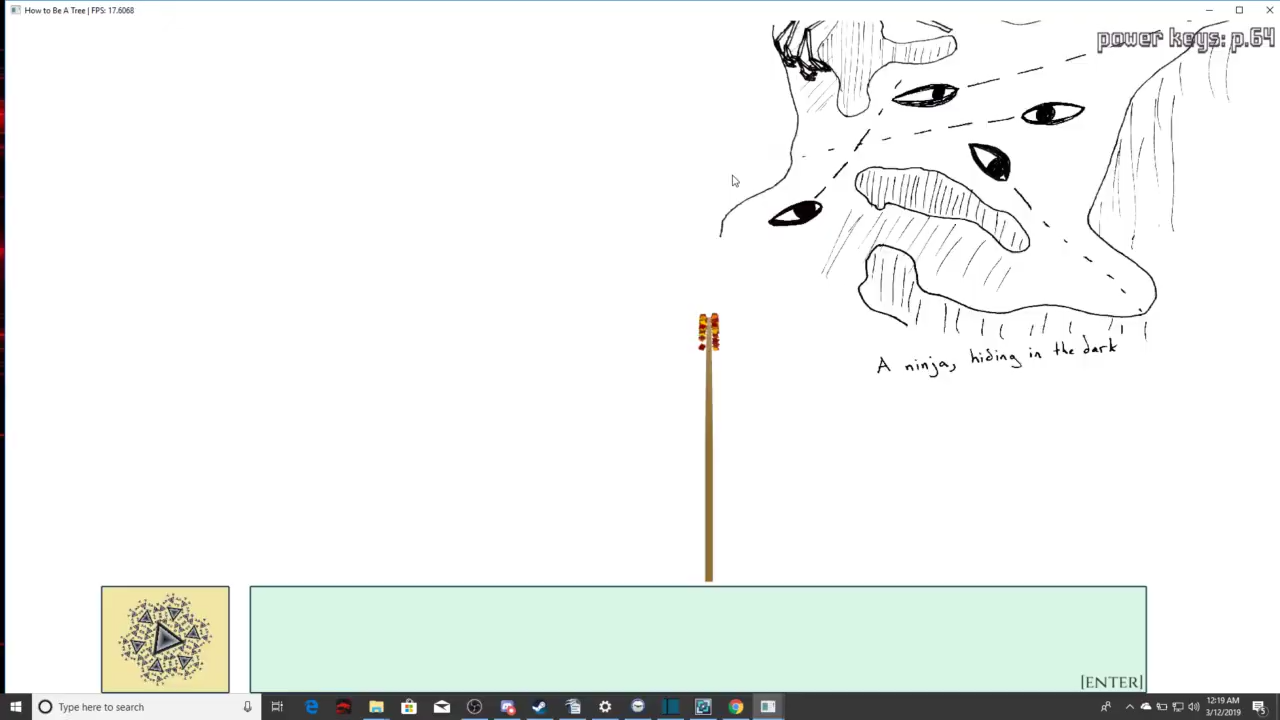 How to Be A Tree | FPS: 17.6068
power keys: p.64
A ninja, hiding in the dark
[ENTER]
Type here to search
12:19 AM
3/12/2019
5